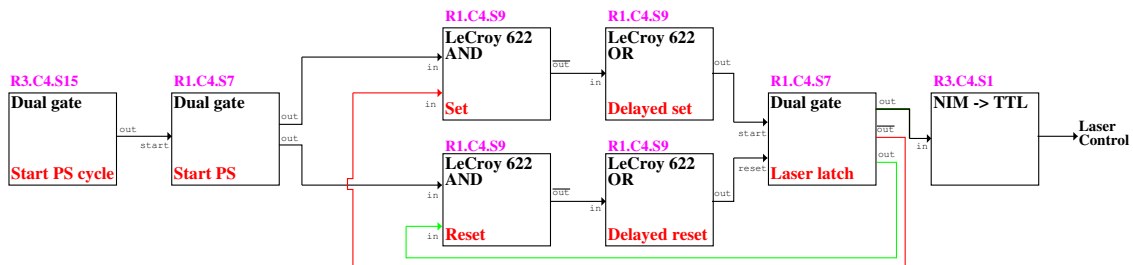 R1.C4.S9
LeCroy 622
AND
in
in
Set
out
R1.C4.S9
LeCroy 622
OR
in
Delayed set
out
R3.C4.S15
Dual gate
Start PS cycle
out
R1.C4.S7
Dual gate
start
Start PS
out
out
R1.C4.S7
Dual gate
start
reset
Laser latch
out
out
out
R3.C4.S1
NIM -> TTL
in
Laser
Control
R1.C4.S9
LeCroy 622
AND
in
in
Reset
out
R1.C4.S9
LeCroy 622
OR
in
Delayed reset
out